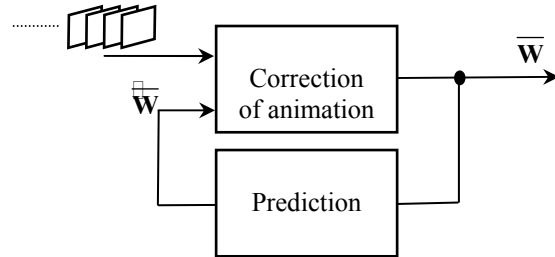 W̅
Correction
of animation
W̅
Prediction